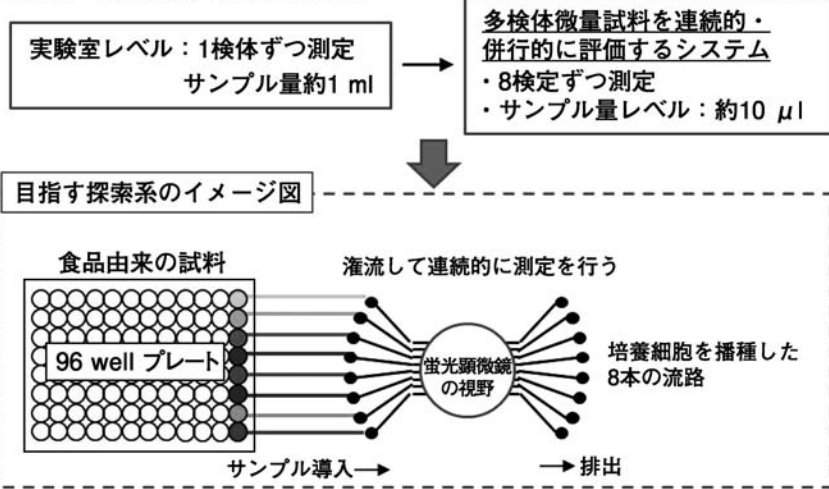 実験室レベル：1検体ずつ測定
サンプル量約1 ml
多検体微量試料を連続的・
併行的に評価するシステム
・8検定ずつ測定
・サンプル量レベル：約10 μl
目指す探索系のイメージ図
食品由来の試料
灌流して連続的に測定を行う
96 well プレート
蛍光顕微鏡
の視野
培養細胞を播種した
8本の流路
サンプル導入→
→排出